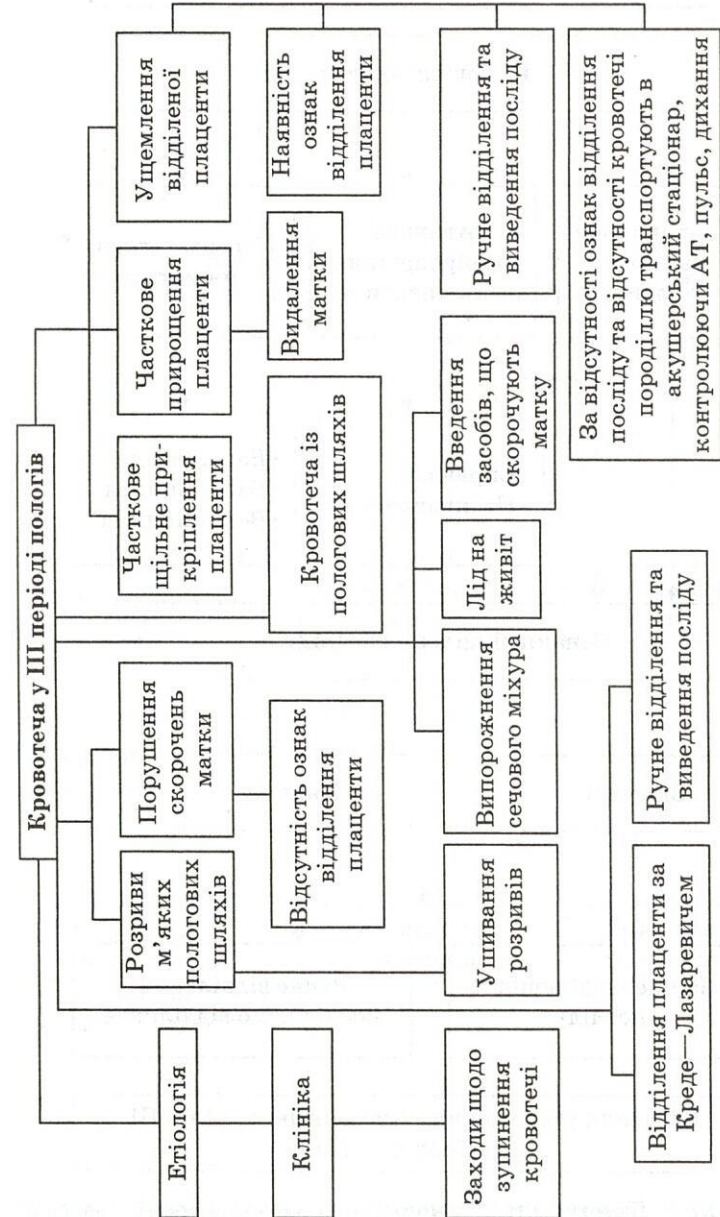 Кровотеча у III періоді пологів
Етіологія
Розриви
м’яких
пологових
шляхів
Порушення
скорочень
матки
Часткове
щільне при-
кріплення
плаценти
Часткове
прирощення
плаценти
Ущемлення
відділеної
плаценти
Клініка
Відсутність ознак
відділення
плаценти
Кровотеча із
пологових шляхів
Видалення
матки
Наявність
ознак
відділення
плаценти
Заходи щодо
зупинення
кровотечі
Ушивання
розривів
Випорожнення
сечового міхура
Лід на
живіт
Введення
засобів, що
скорочують
матку
Ручне відділення та
виведення посліду
Відділення плаценти за
Креде—Лазаревичем
Ручне відділення та
виведення посліду
За відсутності ознак відділення
посліду та відсутності кровотечі
породіллю транспортують в
акушерський стаціонар,
контролюючи АТ, пульс, дихання